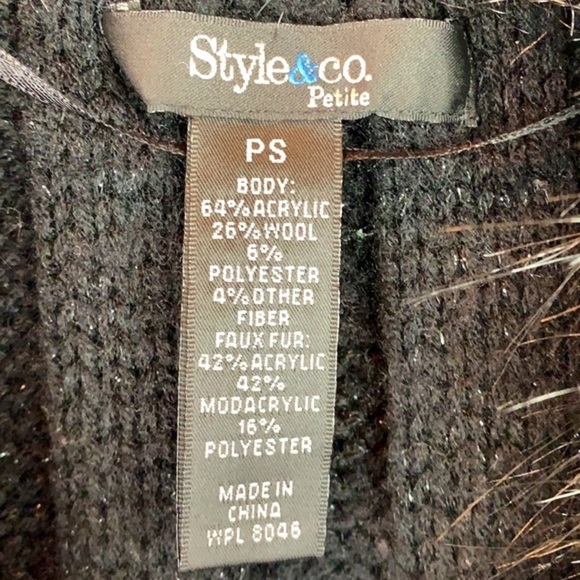 Style&co.
Petite
PS
BODY:
64% ACRYLIC
26% WOOL
6%
POLYESTER
4% OTHER
FIBER
FAUX FUR:
42% ACRYLIC
42%
MODACRYLIC
16%
POLYESTER
MADE IN
CHINA
WPL 8046